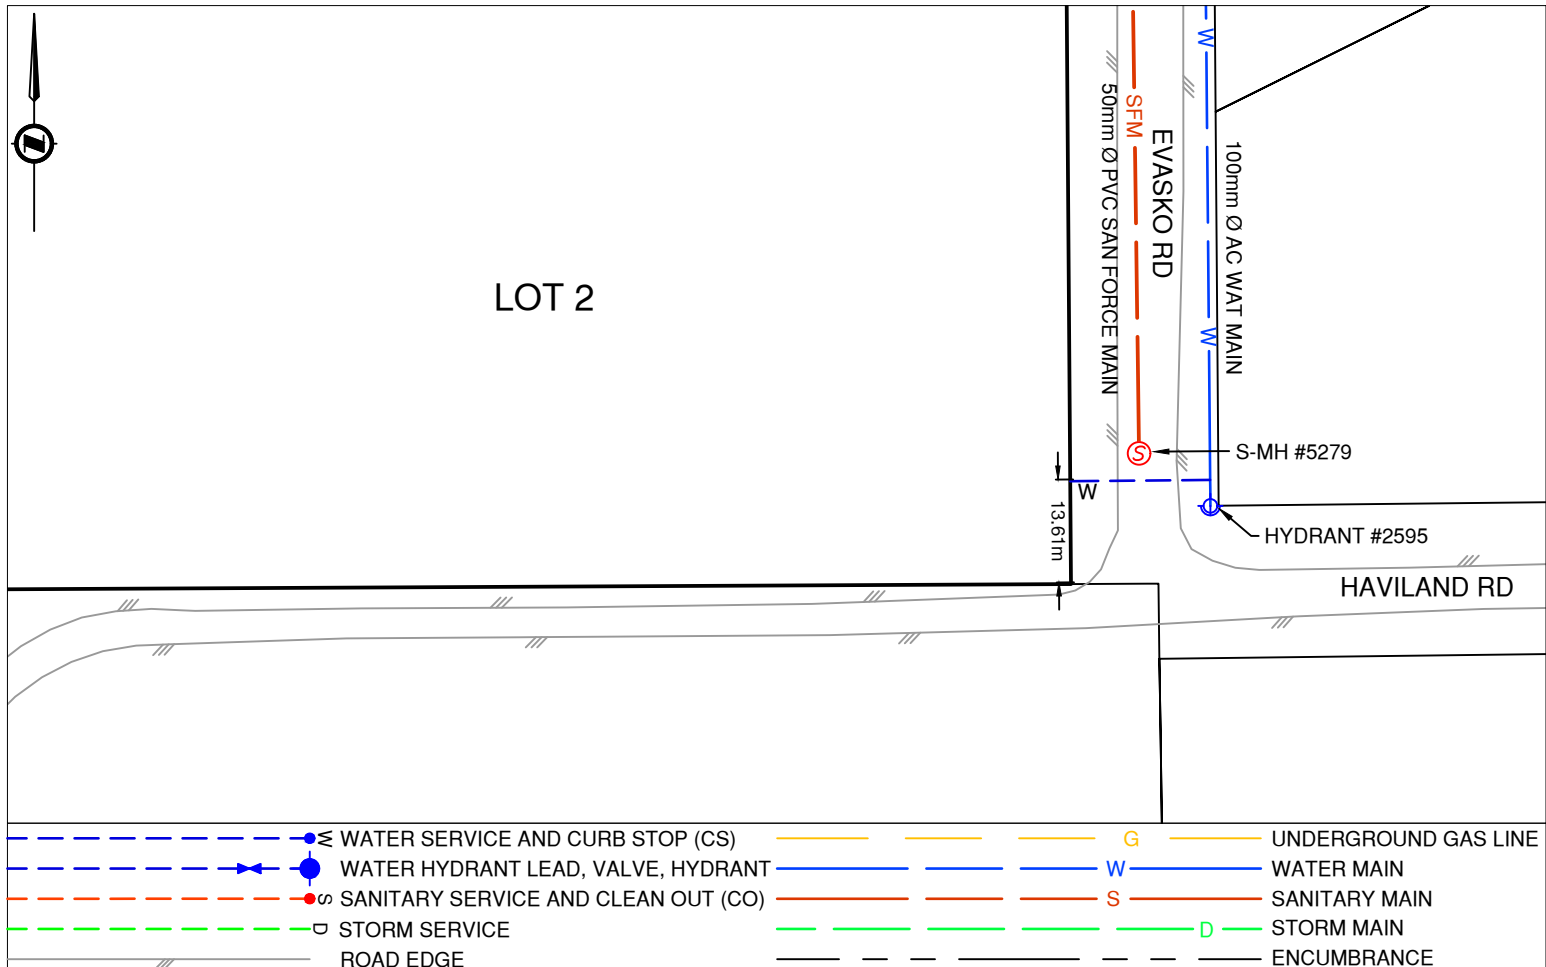 W
SFM
50mm Ø PVC SAN FORCE MAIN
EVASKO RD
100mm Ø AC WAT MAIN
LOT 2
W
S
S-MH #5279
W
13.61m
HYDRANT #2595
HAVILAND RD
W WATER SERVICE AND CURB STOP (CS)
G UNDERGROUND GAS LINE
WATER HYDRANT LEAD, VALVE, HYDRANT
W WATER MAIN
S SANITARY SERVICE AND CLEAN OUT (CO)
S SANITARY MAIN
D STORM SERVICE
D STORM MAIN
ROAD EDGE
ENCUMBRANCE